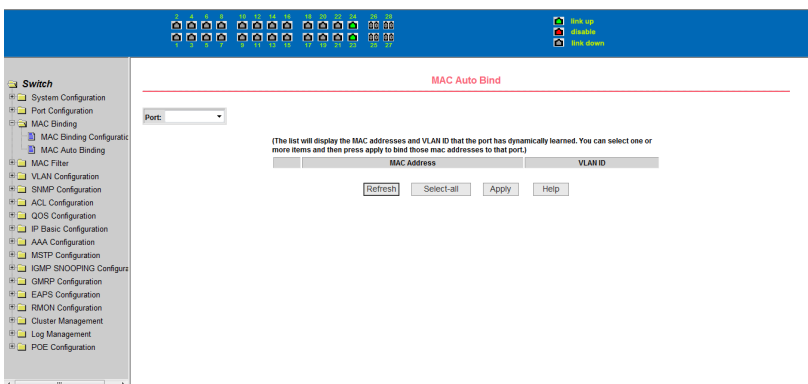 2 4 6 8 10 12 14 16 18 20 22 24 26 28
1 3 5 7 9 11 13 15 17 19 21 23 25 27
link up
disable
link down
Switch
System Configuration
Port Configuration
MAC Binding
MAC Binding Configuratic
MAC Auto Binding
MAC Filter
VLAN Configuration
SNMP Configuration
ACL Configuration
QOS Configuration
IP Basic Configuration
AAA Configuration
MSTP Configuration
IGMP SNOOPING Configura
GMRP Configuration
EAPS Configuration
RMON Configuration
Cluster Management
Log Management
POE Configuration
MAC Auto Bind
Port:
(The list will display the MAC addresses and VLAN ID that the port has dynamically learned. You can select one or
more items and then press apply to bind those mac addresses to that port.)
MAC Address VLAN ID
Refresh Select-all Apply Help